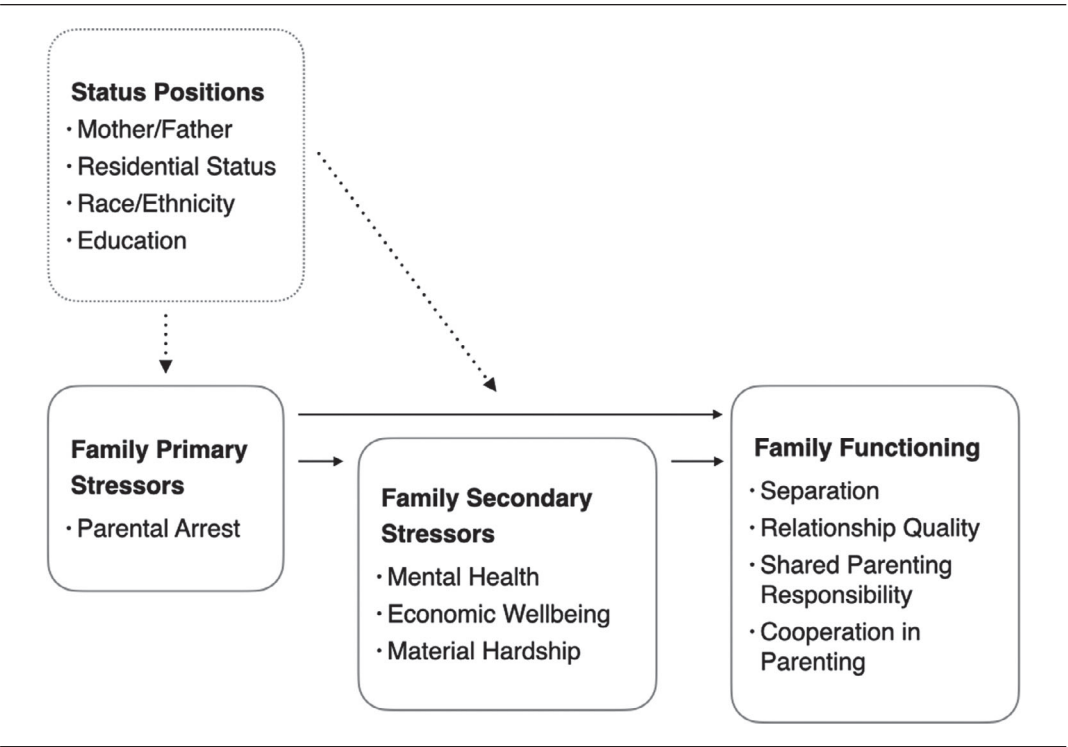 Status Positions
· Mother/Father
· Residential Status
· Race/Ethnicity
· Education
Family Primary
Stressors
· Parental Arrest
Family Secondary
Stressors
· Mental Health
· Economic Wellbeing
· Material Hardship
Family Functioning
· Separation
· Relationship Quality
· Shared Parenting
Responsibility
· Cooperation in
Parenting